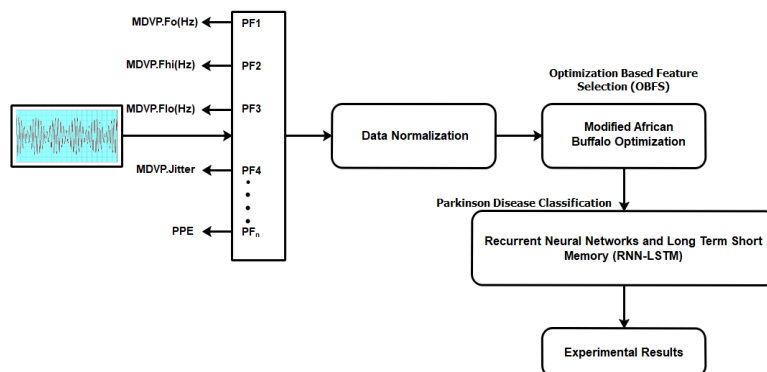 MDVP.Fo(Hz)
PF1
MDVP.Fhi(Hz)
PF2
MDVP.Flo(Hz)
PF3
MDVP.Jitter
PF4
PPE
PFn
Data Normalization
Optimization Based Feature
Selection (OBFS)
Modified African
Buffalo Optimization
Parkinson Disease Classification
Recurrent Neural Networks and Long Term Short
Memory (RNN-LSTM)
Experimental Results